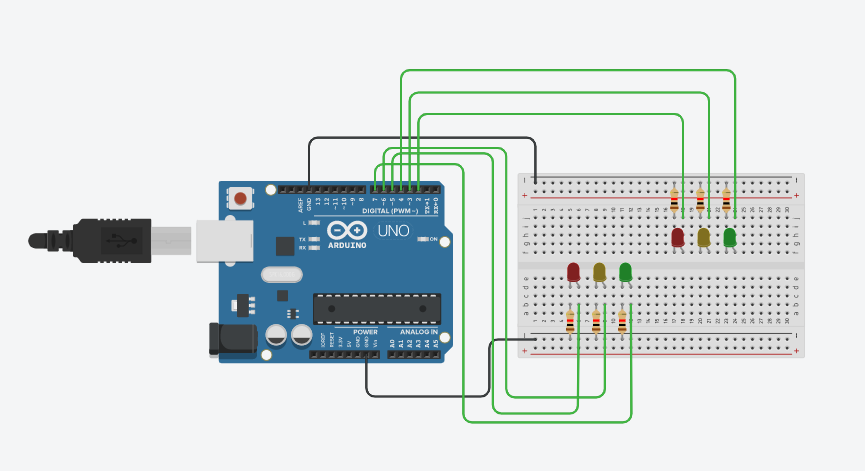 AREF
GND
13
12
~11
~10
~9
8
7
~6
~5
4
~3
2
TX→1
RX←0
DIGITAL (PWM~)
L
TX
RX
UNO
ARDUINO
ON
POWER
ANALOG IN
IOREF
RESET
3.3V
5V
GND
GND
Vin
A0
A1
A2
A3
A4
A5